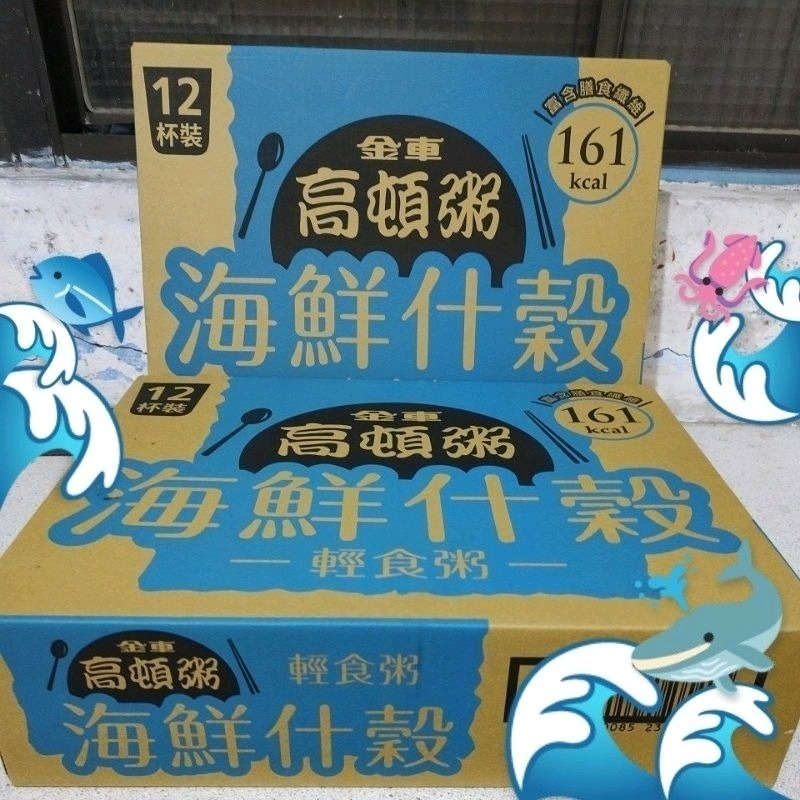 12
杯裝
富含膳食纖維
161
kcal
金車
高頓粥
海鮮什穀
12
杯裝
富含膳食纖維
161
kcal
金車
高頓粥
海鮮什穀
輕食粥
金車
高頓粥
輕食粥
海鮮什穀
0085 23